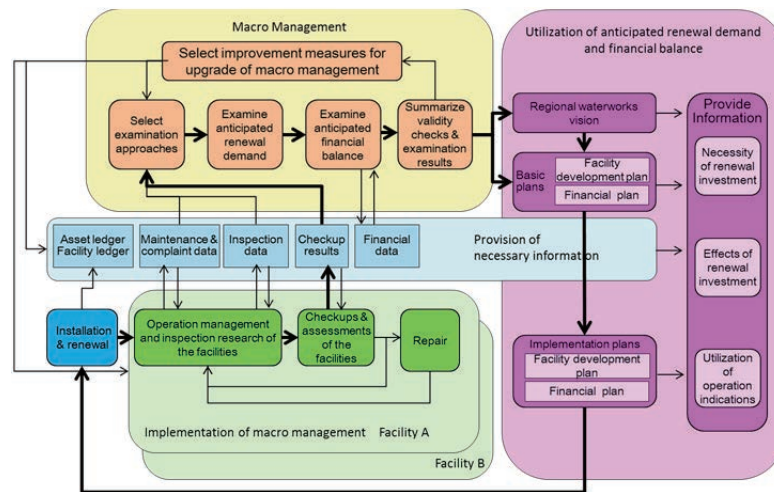 Macro Management
Select improvement measures for
upgrade of macro management
Select
examination
approaches
Examine
anticipated
renewal
demand
Examine
anticipated
financial
balance
Summarize
validity
checks &
examination
results
Utilization of anticipated renewal demand
and financial balance
Regional waterworks
vision
Basic
plans
Facility
development plan
Financial plan
Provide
Information
Necessity
of renewal
investment
Effects of
renewal
investment
Utilization
of operation
indications
Asset ledger
Facility ledger
Maintenance &
complaint data
Inspection
data
Checkup
results
Financial
data
Provision of
necessary information
Installation
& renewal
Operation management
and inspection research of
the facilities
Checkups &
assessments
of the
facilities
Repair
Implementation plans
Facility development
plan
Financial plan
Implementation of macro management Facility A
Facility B